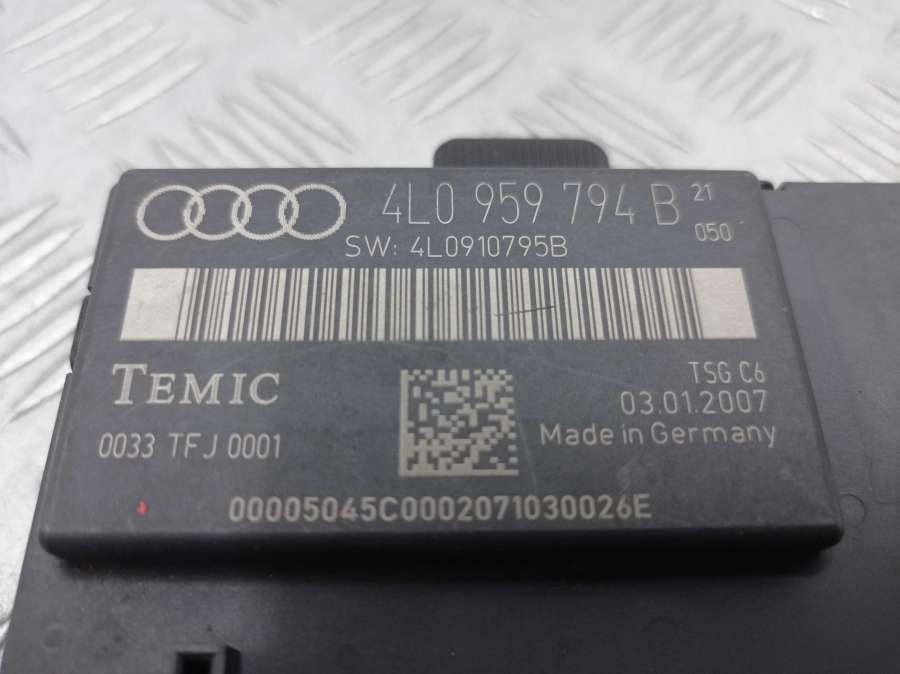 4L0 959 794 B 21
050
SW: 4L0910795B
TEMIC
TSG C6
03.01.2007
0033 TFJ 0001
Made in Germany
00005045C0002071030026E